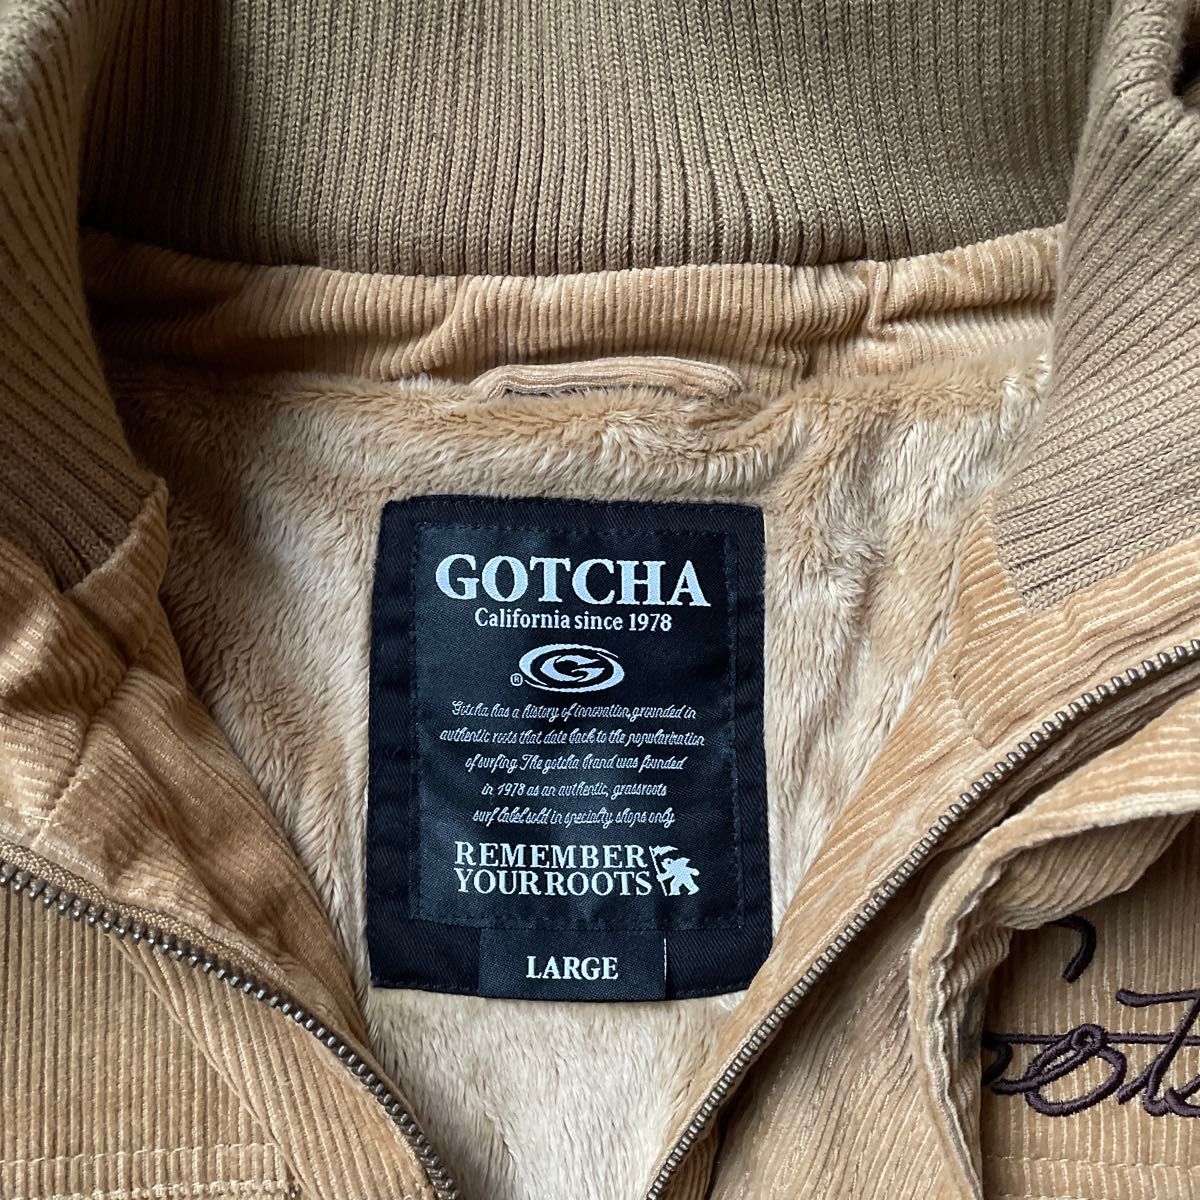 GOTCHA
California since 1978
G
®
Gotcha has a history of innovation, grounded in
authentic roots that date back to the popularization
of surfing. The gotcha brand was founded
in 1978 as an authentic, grassroots
surf label sold in specialty shops only
REMEMBER
YOUR ROOTS
LARGE